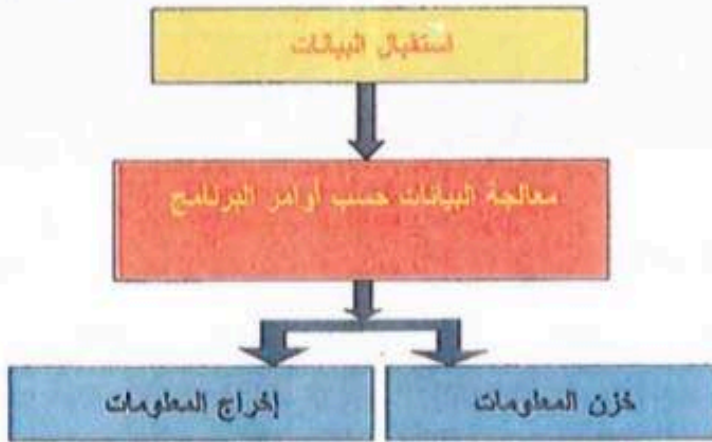 استقبال البيانات
معالجة البيانات حسب أوامر البرنامج
خزن المعلومات
إخراج المعلومات